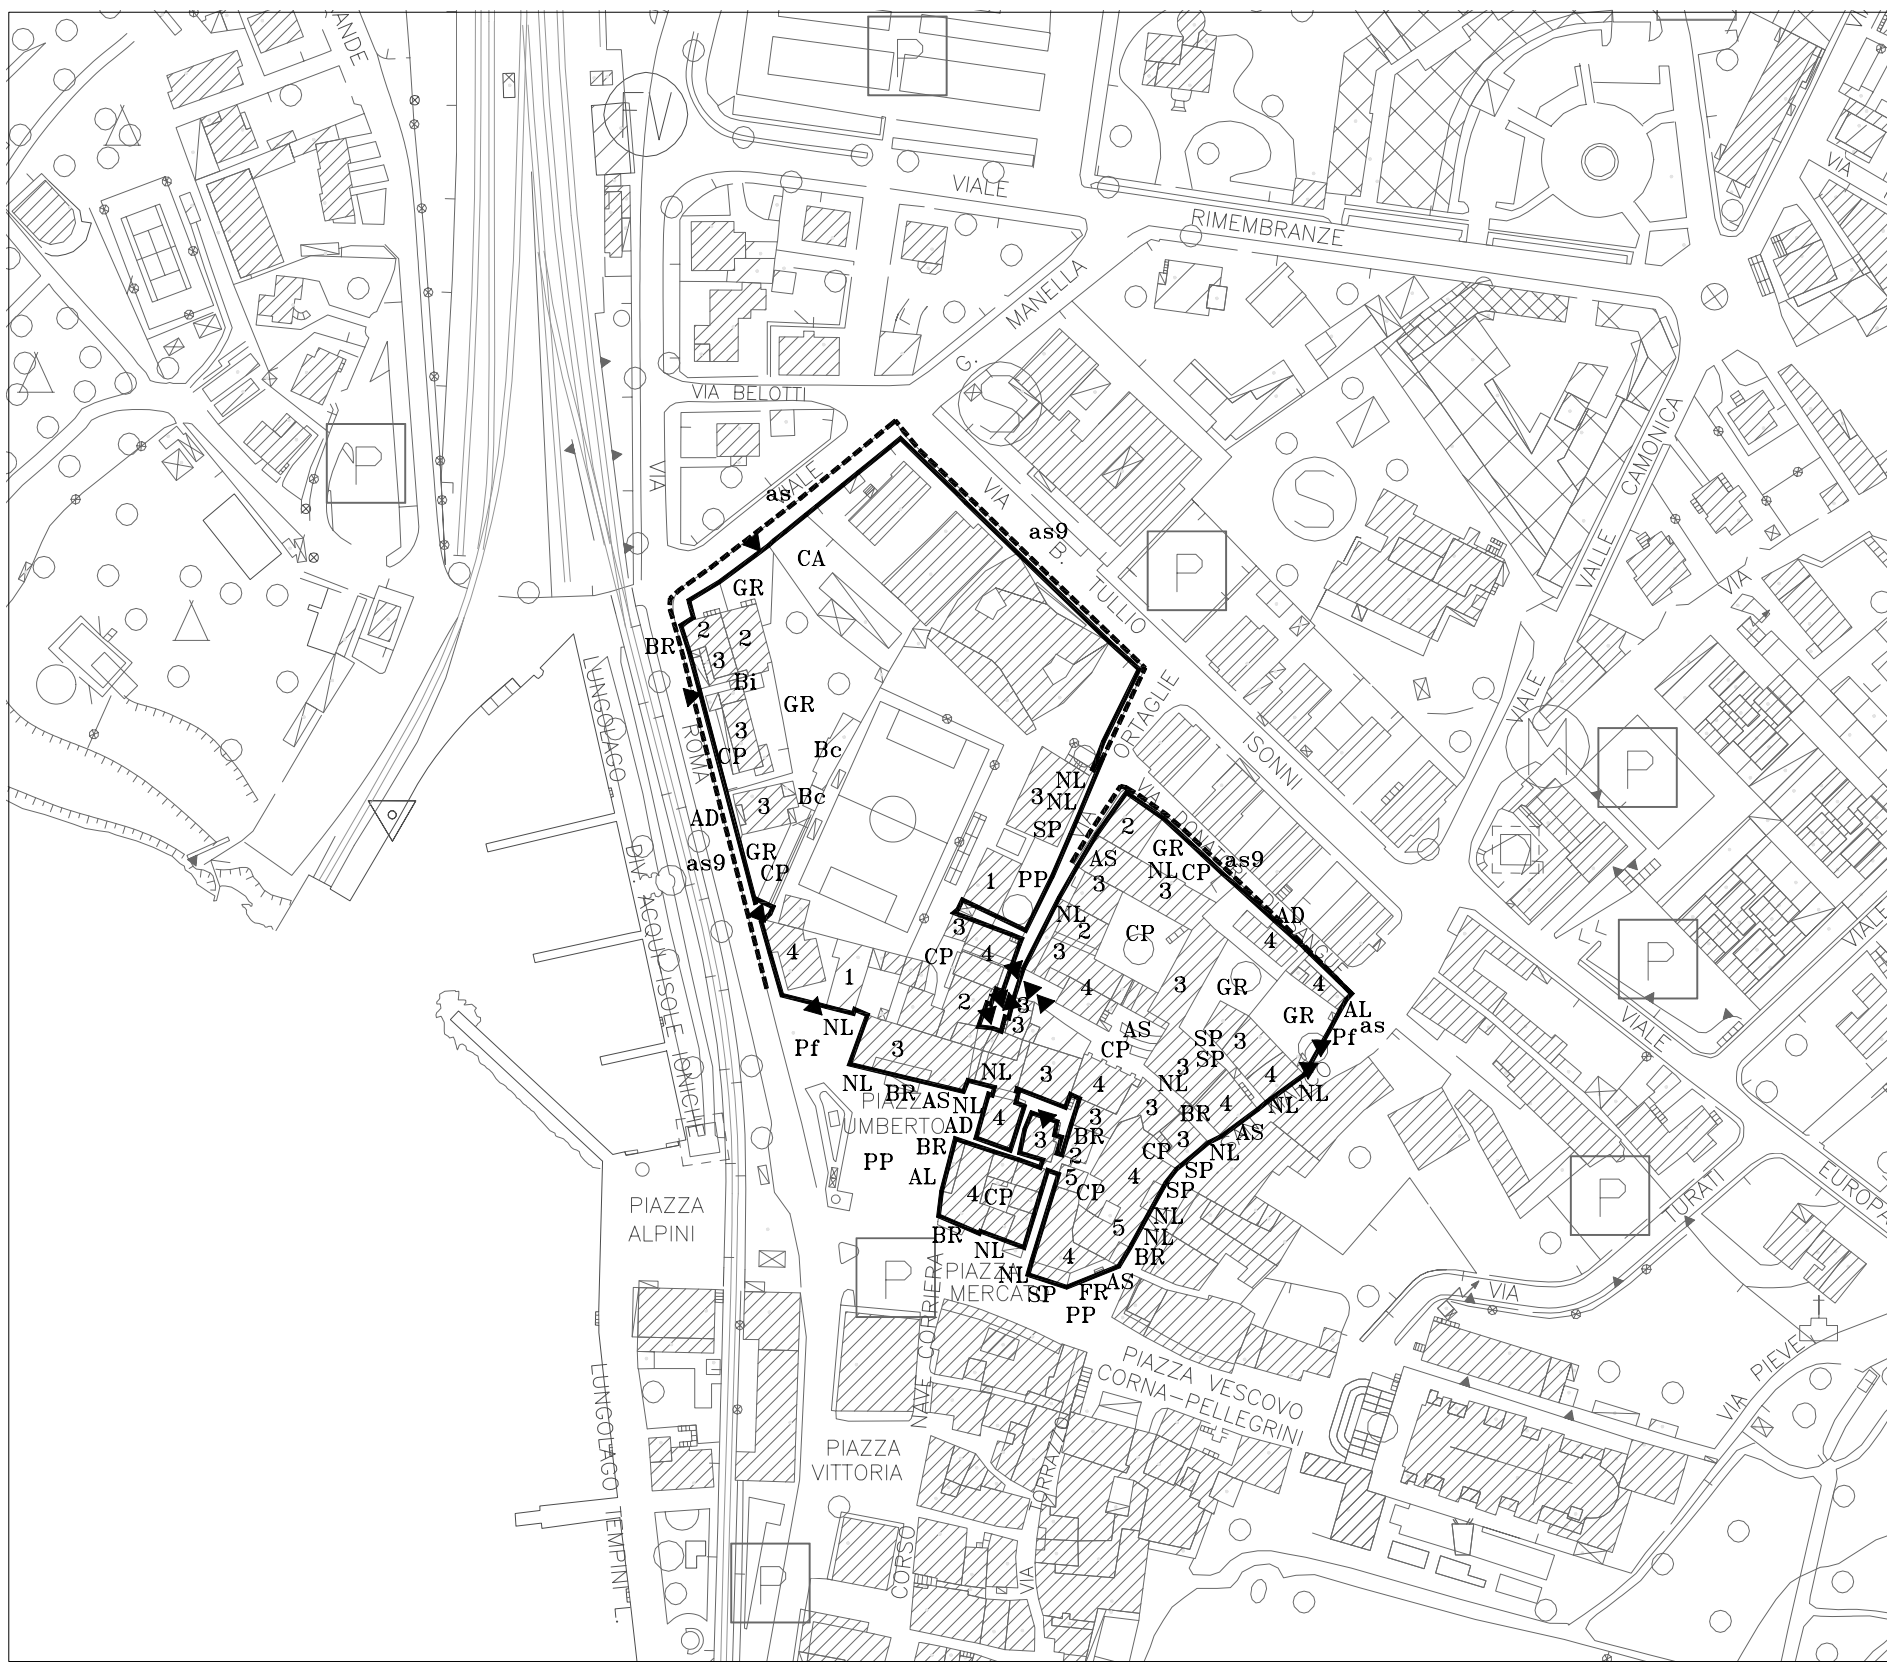 ANDE
P
VIALE
RIMEMBRANZE
VIA
MANELLA
G.
S
VIA BELOTTI
VIA
P
VIALE
as
VIA
as9
B.
TULLIO
P
S
VALLE CAMONICA
VIA
CA
GR
BR
2
2
3
Bi
GR
3
CP
Bc
LUNGOLAGO
ROMA
ORTAGLIE
ISONNI
VIALE
P
NL
3
NL
SP
Bc
3
AD
as9
GR
CP
2
AS
GR
NL
CP
as9
3
3
1
PP
NL
2
AD
4
CP
P
VIALE
DIV. ACQUI ISOLE IONICHE
3
4
CP
4
1
2
3
4
3
GR
4
GR
AL
Pf
as
VIALE
3
3
NL
Pf
3
AS
CP
SP
SP
3
3
4
NL
NL
NL
NL
3
4
NL
BR
AS
NL
PIAZZA
UMBERTO
AD
4
3
3
BR
4
AS
BR
2
CP
3
NL
SP
SP
BR
AL
PP
4
CP
5
CP
4
5
NL
NL
BR
BR
NL
NL
4
AS
SP
FR
PP
P
TURATI
EUROPA
PIAZZA
ALPINI
P
PIAZZA
VIA
NAVE CORRIERA
PIAZZA VESCOVO
CORNA-PELLEGRINI
VIA PIEVE
LUNGOLAGO TEMPINI L.
PIAZZA
VITTORIA
CORSO
VIA
P